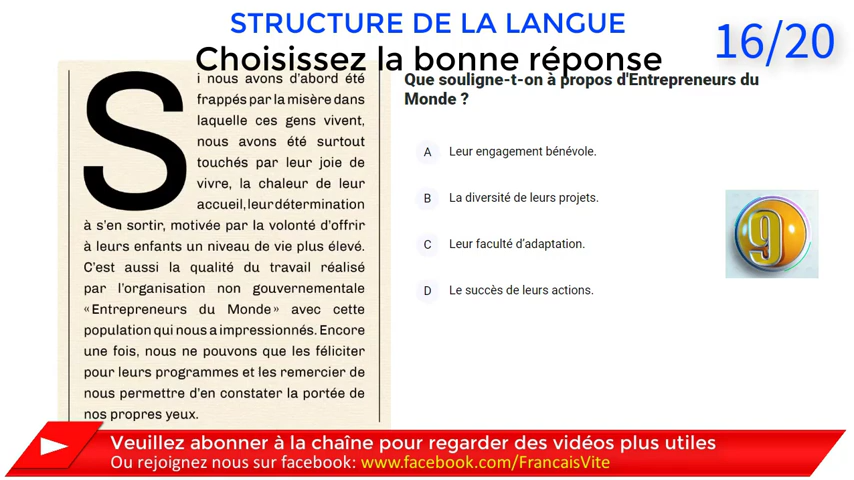 STRUCTURE DE LA LANGUE
16/20
Choisissez la bonne réponse
Si nous avons d'abord été
frappés par la misère dans
laquelle ces gens vivent,
nous avons été surtout
touchés par leur joie de
vivre, la chaleur de leur
accueil, leur détermination
à s'en sortir, motivée par la volonté d'offrir
à leurs enfants un niveau de vie plus élevé.
C'est aussi la qualité du travail réalisé
par l'organisation non gouvernementale
«Entrepreneurs du Monde» avec cette
population qui nous a impressionnés. Encore
une fois, nous ne pouvons que les féliciter
pour leurs programmes et les remercier de
nous permettre d'en constater la portée de
nos propres yeux.
Que souligne-t-on à propos d'Entrepreneurs du
Monde ?
A Leur engagement bénévole.
B La diversité de leurs projets.
C Leur faculté d'adaptation.
D Le succès de leurs actions.
9
Veuillez abonner à la chaîne pour regarder des vidéos plus utiles
Ou rejoignez nous sur facebook: www.facebook.com/FrancaisVite